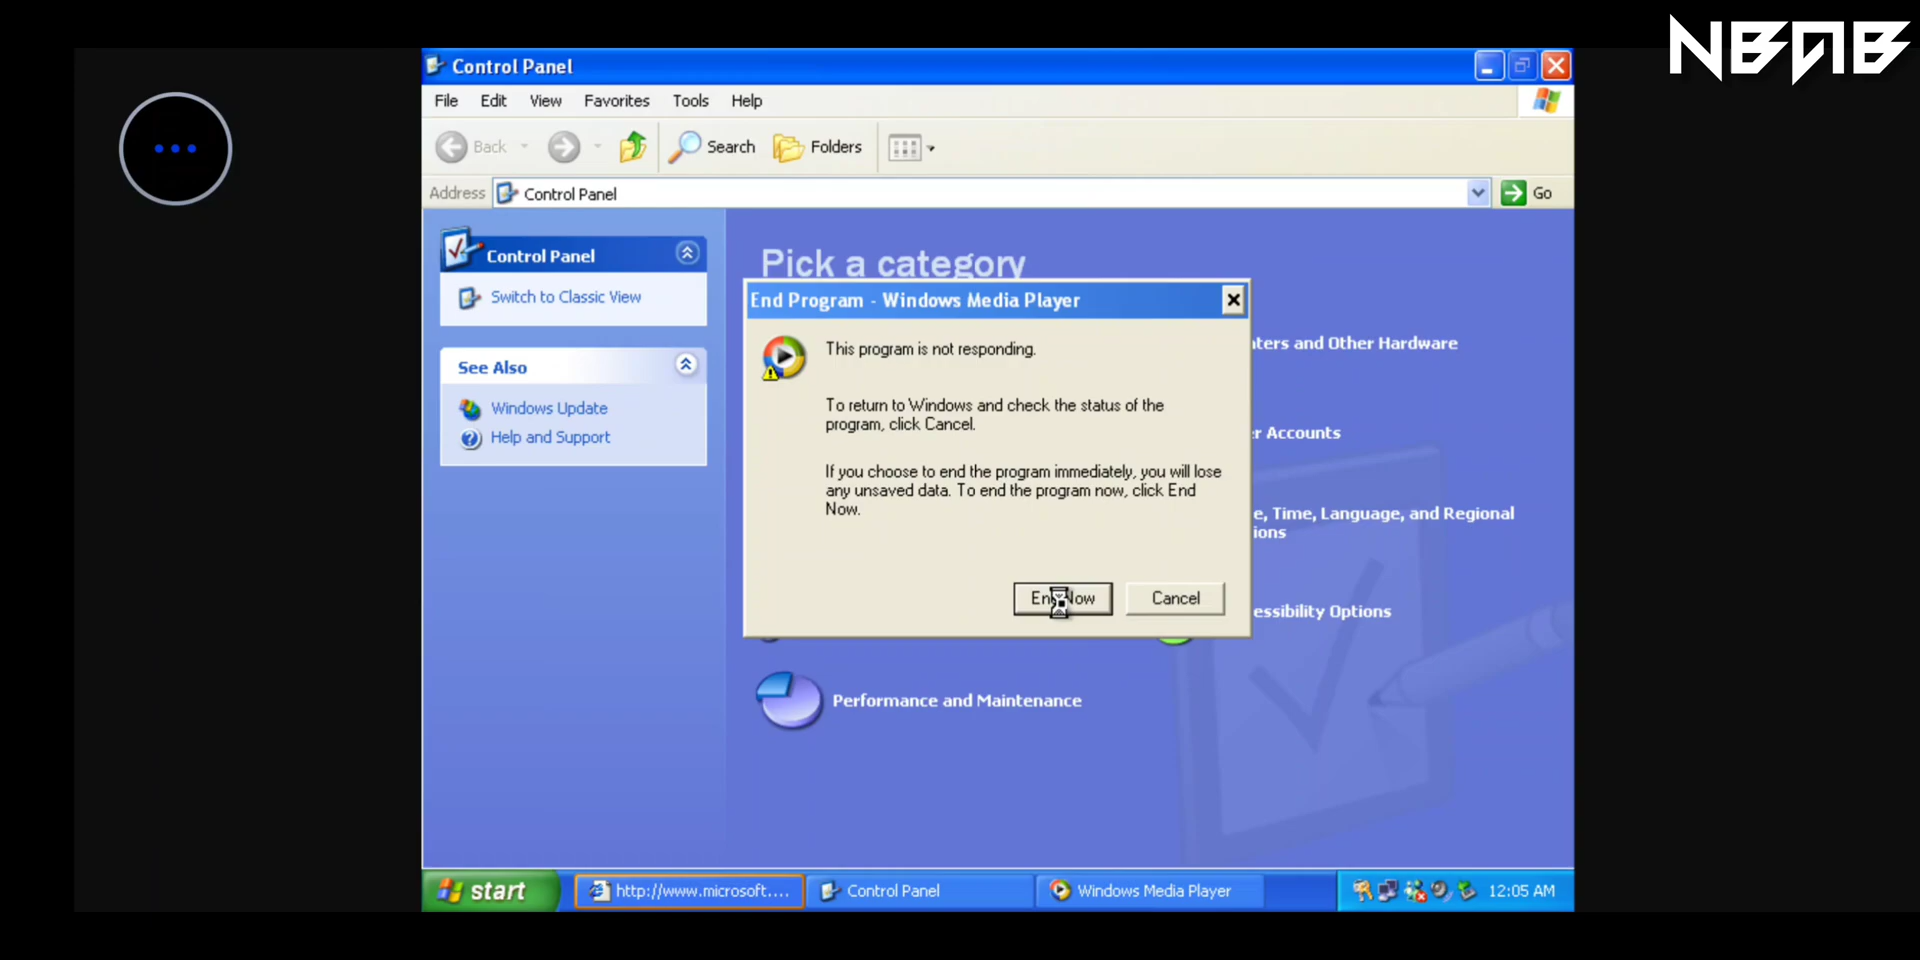 NBAB
Control Panel
File Edit View Favorites Tools Help
Back Search Folders
Address Control Panel Go
Control Panel
Switch to Classic View
See Also
Windows Update
Help and Support
Pick a category
End Program - Windows Media Player
This program is not responding.
To return to Windows and check the status of the
program, click Cancel.
If you choose to end the program immediately, you will lose
any unsaved data. To end the program now, click End
Now.
End Now Cancel
ters and Other Hardware
r Accounts
e, Time, Language, and Regional
ions
essibility Options
Performance and Maintenance
start http://www.microsoft.... Control Panel Windows Media Player 12:05 AM